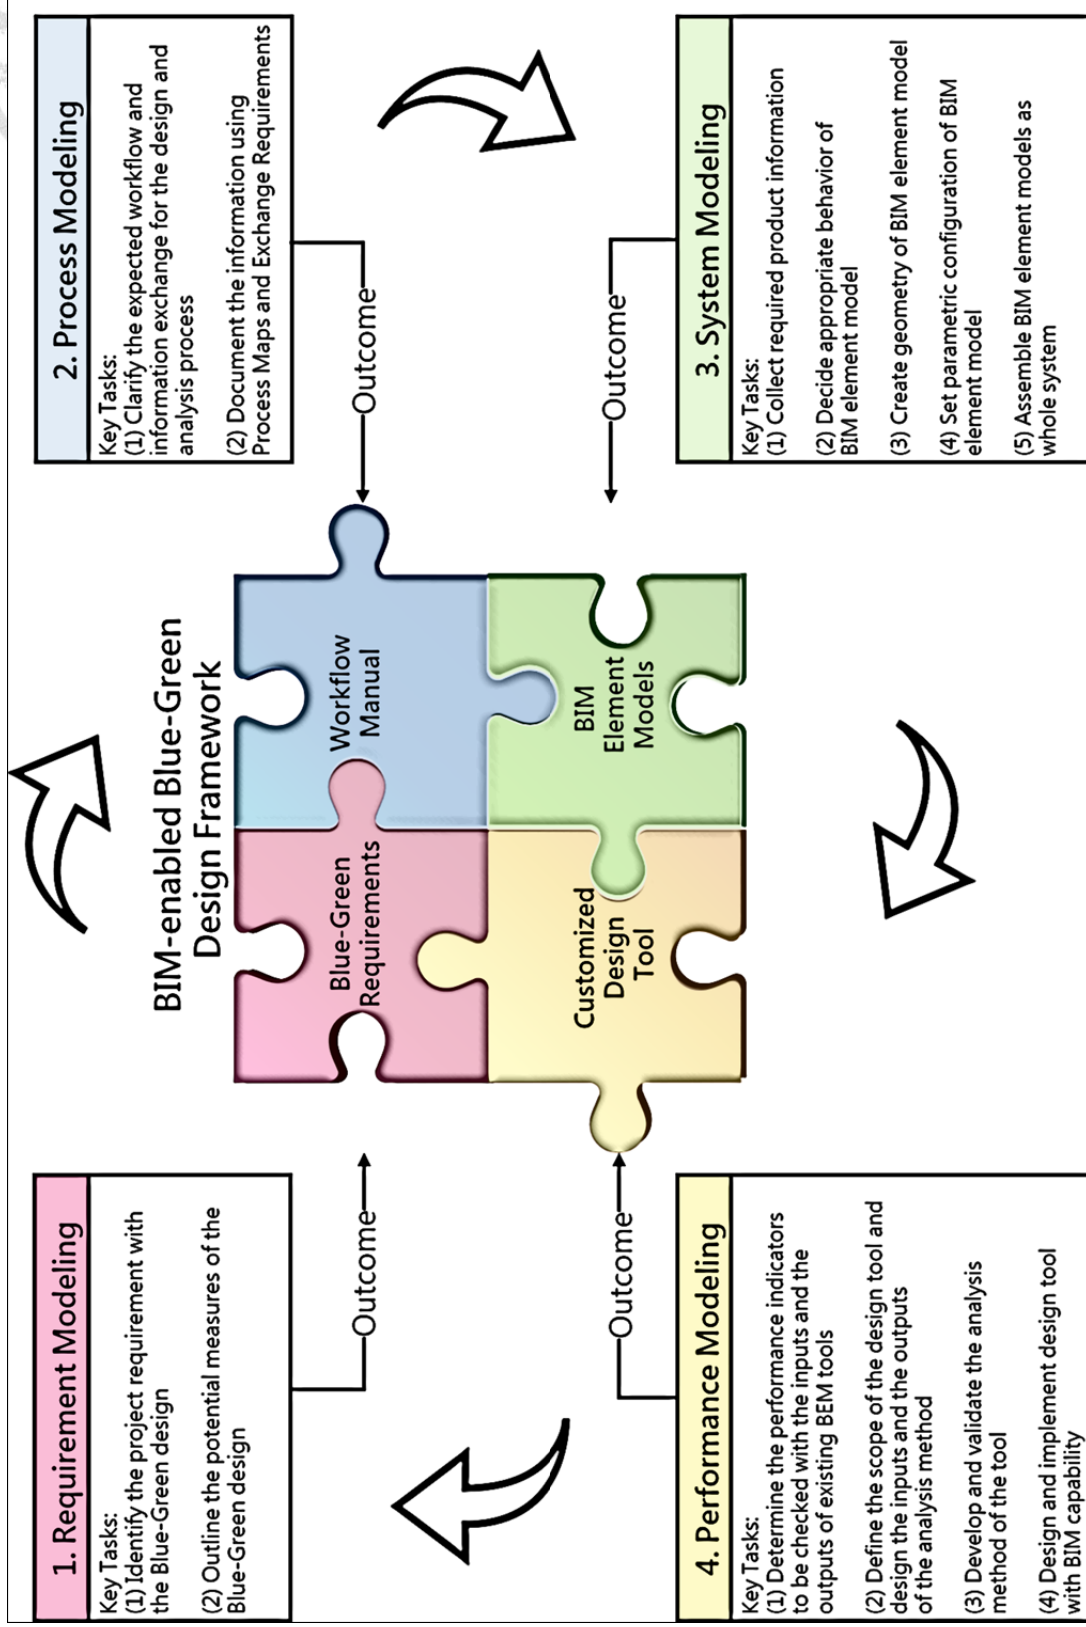 BIM-enabled Blue-Green
Design Framework
1. Requirement Modeling
Key Tasks:
(1) Identify the project requirement with
the Blue-Green design
(2) Outline the potential measures of the
Blue-Green design
Outcome
Blue-Green
Requirements
2. Process Modeling
Key Tasks:
(1) Clarify the expected workflow and
information exchange for the design and
analysis process
(2) Document the information using
Process Maps and Exchange Requirements
Outcome
Workflow
Manual
3. System Modeling
Key Tasks:
(1) Collect required product information
(2) Decide appropriate behavior of
BIM element model
(3) Create geometry of BIM element model
(4) Set parametric configuration of BIM
element model
(5) Assemble BIM element models as
whole system
Outcome
BIM
Element
Models
4. Performance Modeling
Key Tasks:
(1) Determine the performance indicators
to be checked with the inputs and the
outputs of existing BEM tools
(2) Define the scope of the design tool and
design the inputs and the outputs
of the analysis method
(3) Develop and validate the analysis
method of the tool
(4) Design and implement design tool
with BIM capability
Outcome
Customized
Design
Tool